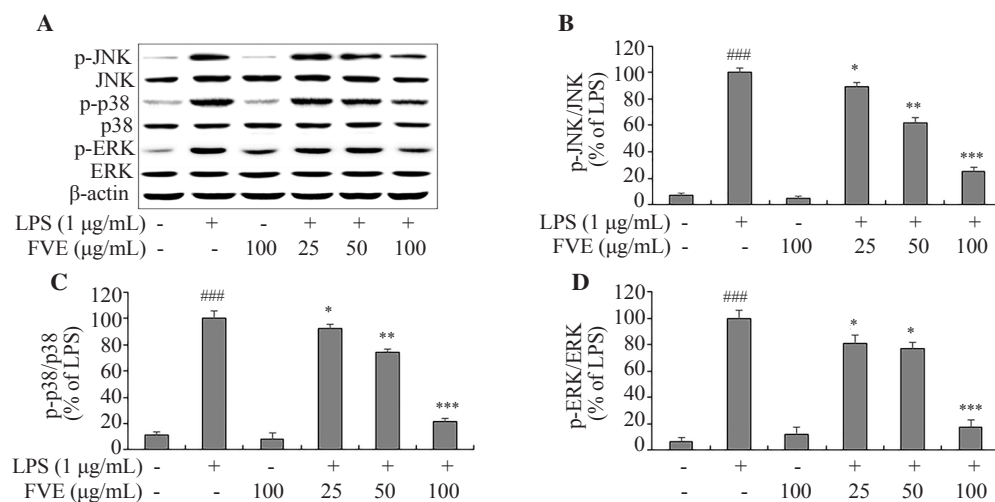 A
p-JNK
JNK
p-p38
p38
p-ERK
ERK
β-actin
LPS (1 μg/mL) - + - + + +
FVE (μg/mL) 100 25 50 100
B
p-JNK/JNK
(% of LPS)
120
100
80
60
40
20
0
###
*
**
***
LPS (1 μg/mL) - + - + + +
FVE (μg/mL) - - 100 25 50 100
C
p-p38/p38
(% of LPS)
120
100
80
60
40
20
0
###
*
**
***
LPS (1 μg/mL) - + - + + +
FVE (μg/mL) - - 100 25 50 100
D
p-ERK/ERK
(% of LPS)
120
100
80
60
40
20
0
###
*
*
***
- + - + + +
- - 100 25 50 100